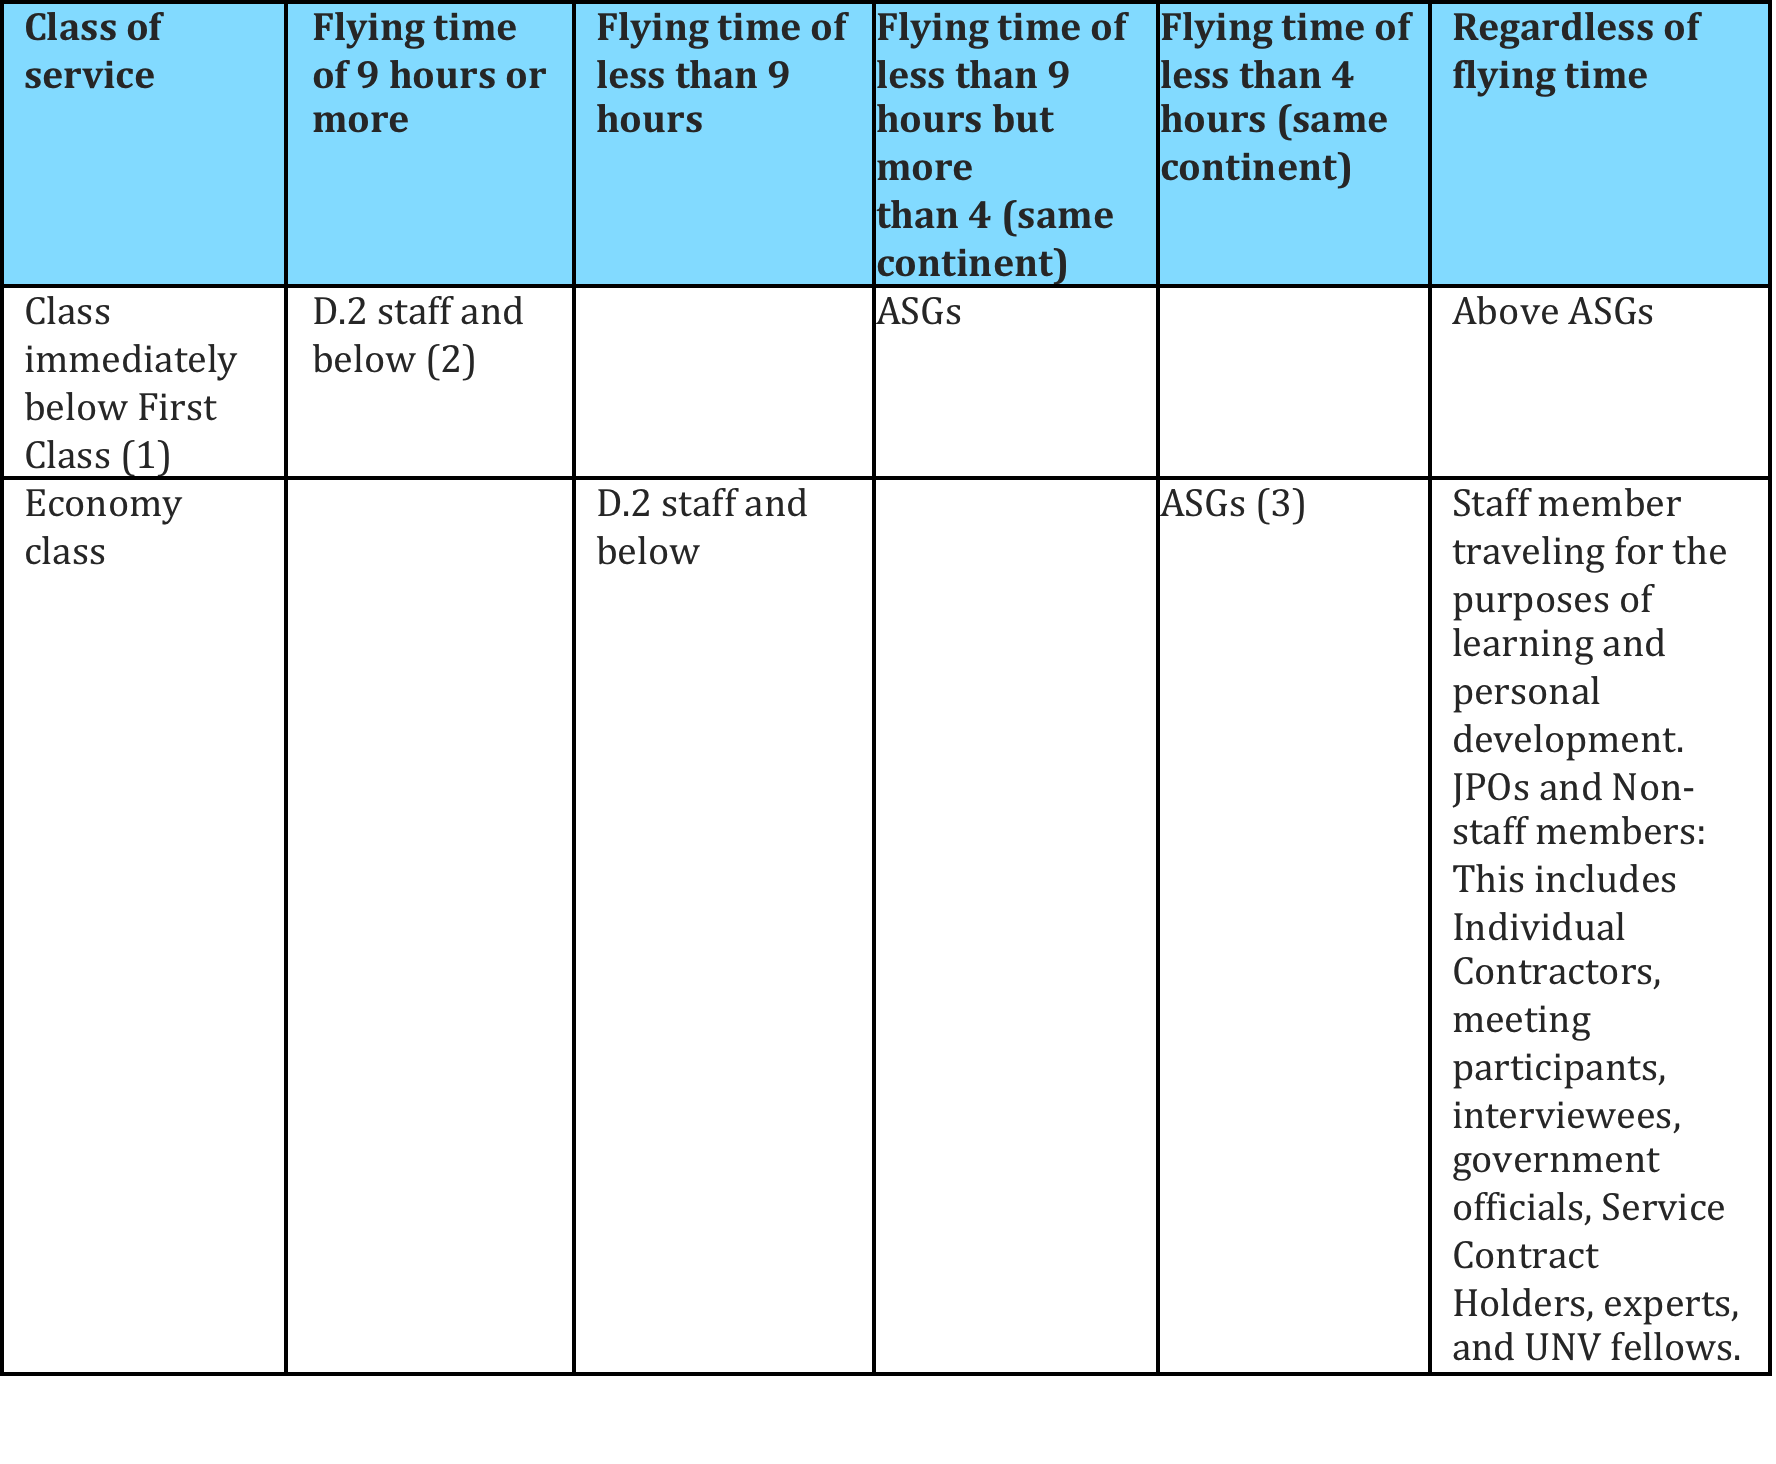 Class of
service
Flying time
of 9 hours or
more
Flying time of
less than 9
hours
Flying time of
less than 9
hours but
more
than 4 (same
continent)
Flying time of
less than 4
hours (same
continent)
Regardless of
flying time
Class
immediately
below First
Class (1)
D.2 staff and
below (2)
ASGs
Above ASGs
Economy
class
D.2 staff and
below
ASGs (3)
Staff member
traveling for the
purposes of
learning and
personal
development.
JPOs and Non-
staff members:
This includes
Individual
Contractors,
meeting
participants,
interviewees,
government
officials, Service
Contract
Holders, experts,
and UNV fellows.